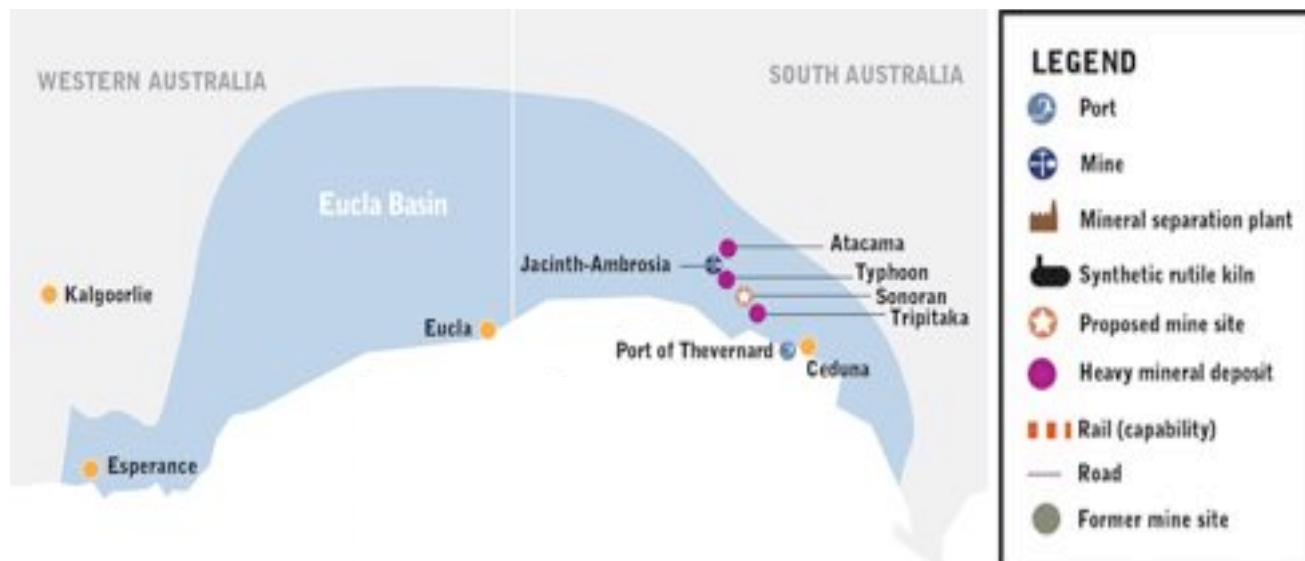 WESTERN AUSTRALIA
SOUTH AUSTRALIA
Eucla Basin
Atacama
Jacinth-Ambrosia
Typhoon
Kalgoorlie
Sonoran
Tripitaka
Eucla
Port of Thevernard
Ceduna
Esperance
LEGEND
Port
Mine
Mineral separation plant
Synthetic rutile kiln
Proposed mine site
Heavy mineral deposit
Rail (capability)
Road
Former mine site